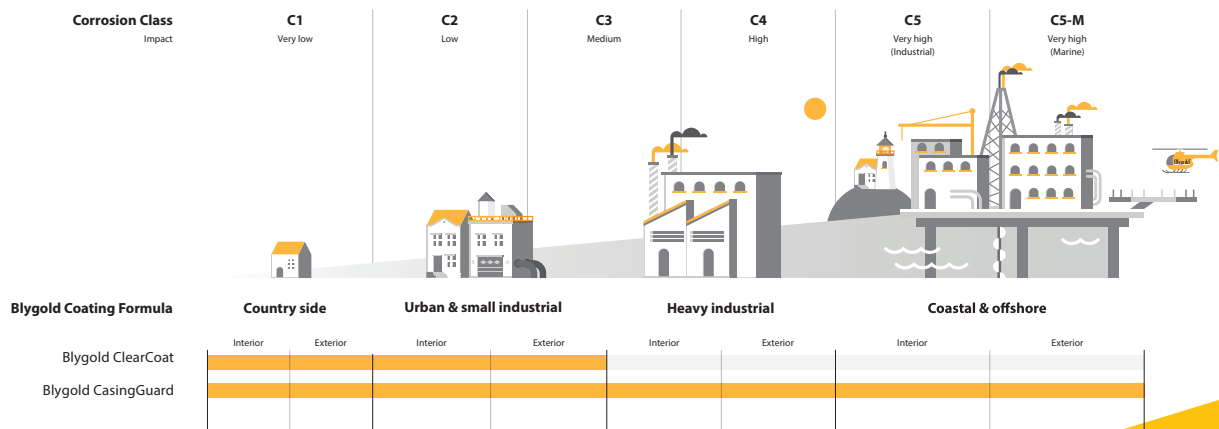 Corrosion Class C1 C2 C3 C4 C5 C5-M
Impact Very low Low Medium High Very high Very high
(Industrial) (Marine)
Blygold
Blygold Coating Formula Country side Urban & small industrial Heavy industrial Coastal & offshore
Interior Exterior Interior Exterior Interior Exterior Interior Exterior
Blygold ClearCoat
Blygold CasingGuard